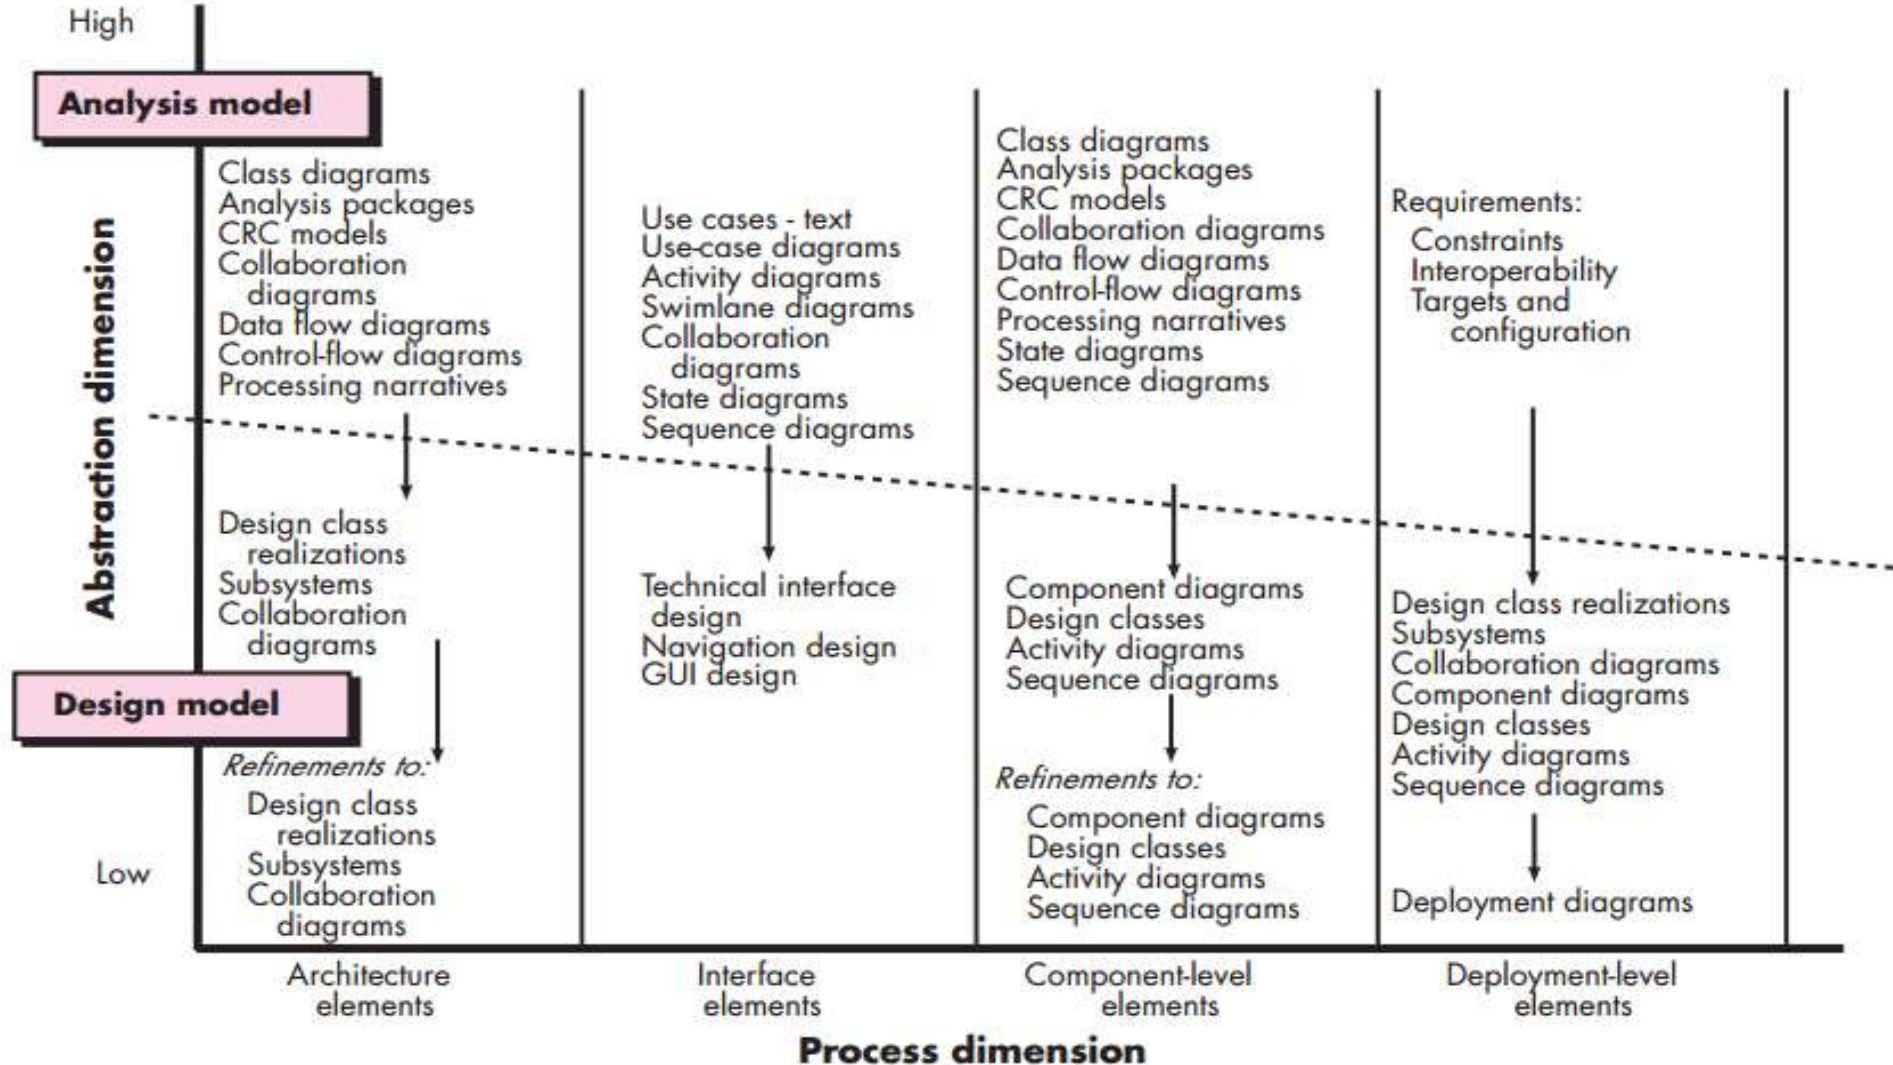 High
Analysis model
Abstraction dimension
Class diagrams
Analysis packages
CRC models
Collaboration
diagrams
Data flow diagrams
Control-flow diagrams
Processing narratives
Design class
realizations
Subsystems
Collaboration
diagrams
Design model
Refinements to:
Design class
realizations
Subsystems
Collaboration
diagrams
Low
Use cases - text
Use-case diagrams
Activity diagrams
Swimlane diagrams
Collaboration
diagrams
State diagrams
Sequence diagrams
Technical interface
design
Navigation design
GUI design
Class diagrams
Analysis packages
CRC models
Collaboration diagrams
Data flow diagrams
Control-flow diagrams
Processing narratives
State diagrams
Sequence diagrams
Component diagrams
Design classes
Activity diagrams
Sequence diagrams
Refinements to:
Component diagrams
Design classes
Activity diagrams
Sequence diagrams
Requirements:
Constraints
Interoperability
Targets and
configuration
Design class realizations
Subsystems
Collaboration diagrams
Component diagrams
Design classes
Activity diagrams
Sequence diagrams
Deployment diagrams
Architecture
elements
Interface
elements
Component-level
elements
Deployment-level
elements
Process dimension